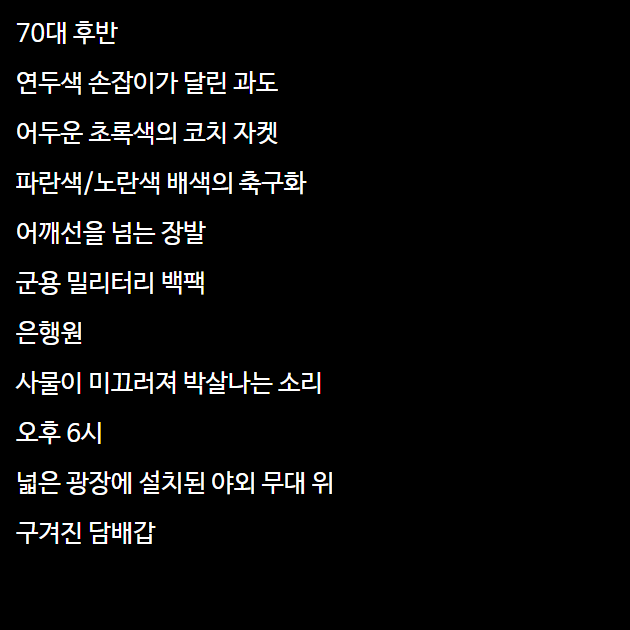 70대 후반
연두색 손잡이가 달린 과도
어두운 초록색의 코치 자켓
파란색/노란색 배색의 축구화
어깨선을 넘는 장발
군용 밀리터리 백팩
은행원
사물이 미끄러져 박살나는 소리
오후 6시
넓은 광장에 설치된 야외 무대 위
구겨진 담배갑